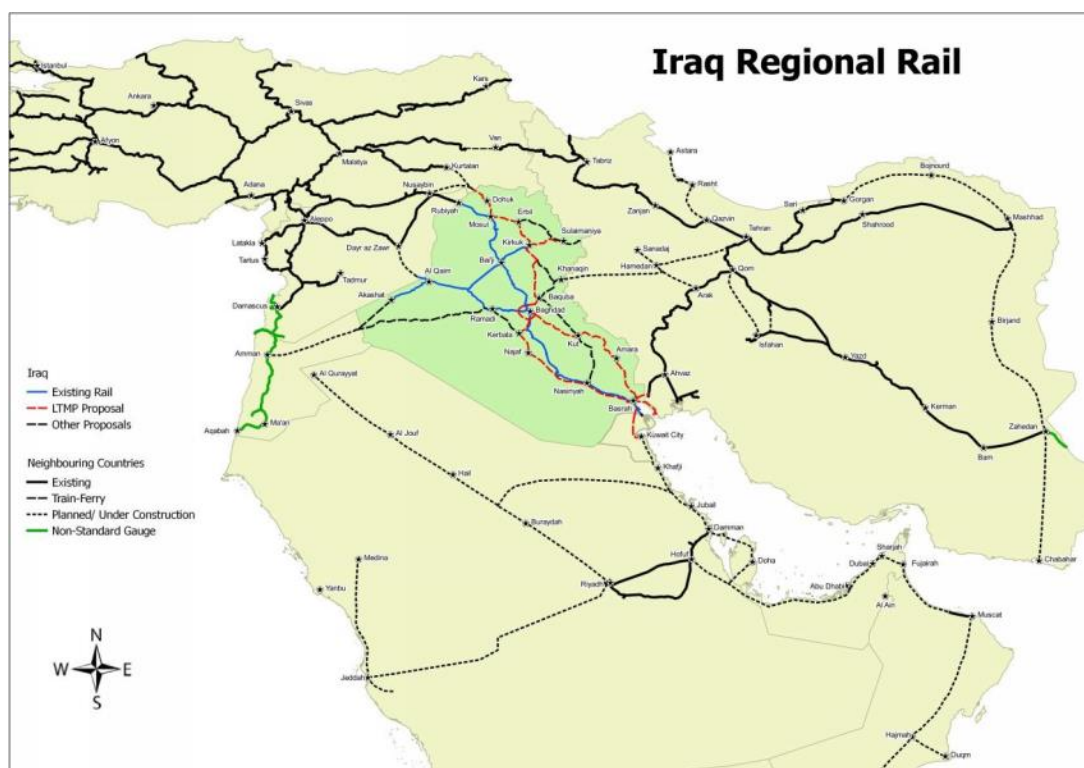 Iraq Regional Rail
Istanbul
Ankara
Sivas
Kars
Afyon
Malatya
Van
Adana
Kurtalan
Nusaybin
Tabriz
Astara
Rasht
Bojnourd
Gorgan
Sari
Mashhad
Shahrood
Zanjan
Qazvin
Tehran
Dohuk
Rubiyah
Mosul
Erbil
Aleppo
Latakia
Tartus
Dayr az Zawr
Sulaimaniya
Kirkuk
Sanadaj
Hamedan
Baiji
Khanaqin
Qom
Tadmur
Al Qaim
Akashat
Baquba
Arak
Damascus
Ramadi
Baghdad
Birjand
Isfahan
Kerbala
Kut
Amman
Najaf
Amara
Yazd
Al Qurayyat
Nasiriyah
Ahvaz
Kerman
Basrah
Ma'an
Aqabah
Al Jouf
Kuwait City
Zahedan
Bam
Khafji
Hail
Jubail
Buraydah
Damman
Medina
Hofuf
Doha
Sharjah
Dubai
Fujairah
Chabahar
Yanbu
Riyadh
Abu Dhabi
Al Ain
Muscat
Jeddah
Hajmah
Duqm
Iraq
Existing Rail
LTMP Proposal
Other Proposals
Neighbouring Countries
Existing
Train-Ferry
Planned/ Under Construction
Non-Standard Gauge
N
W E
S